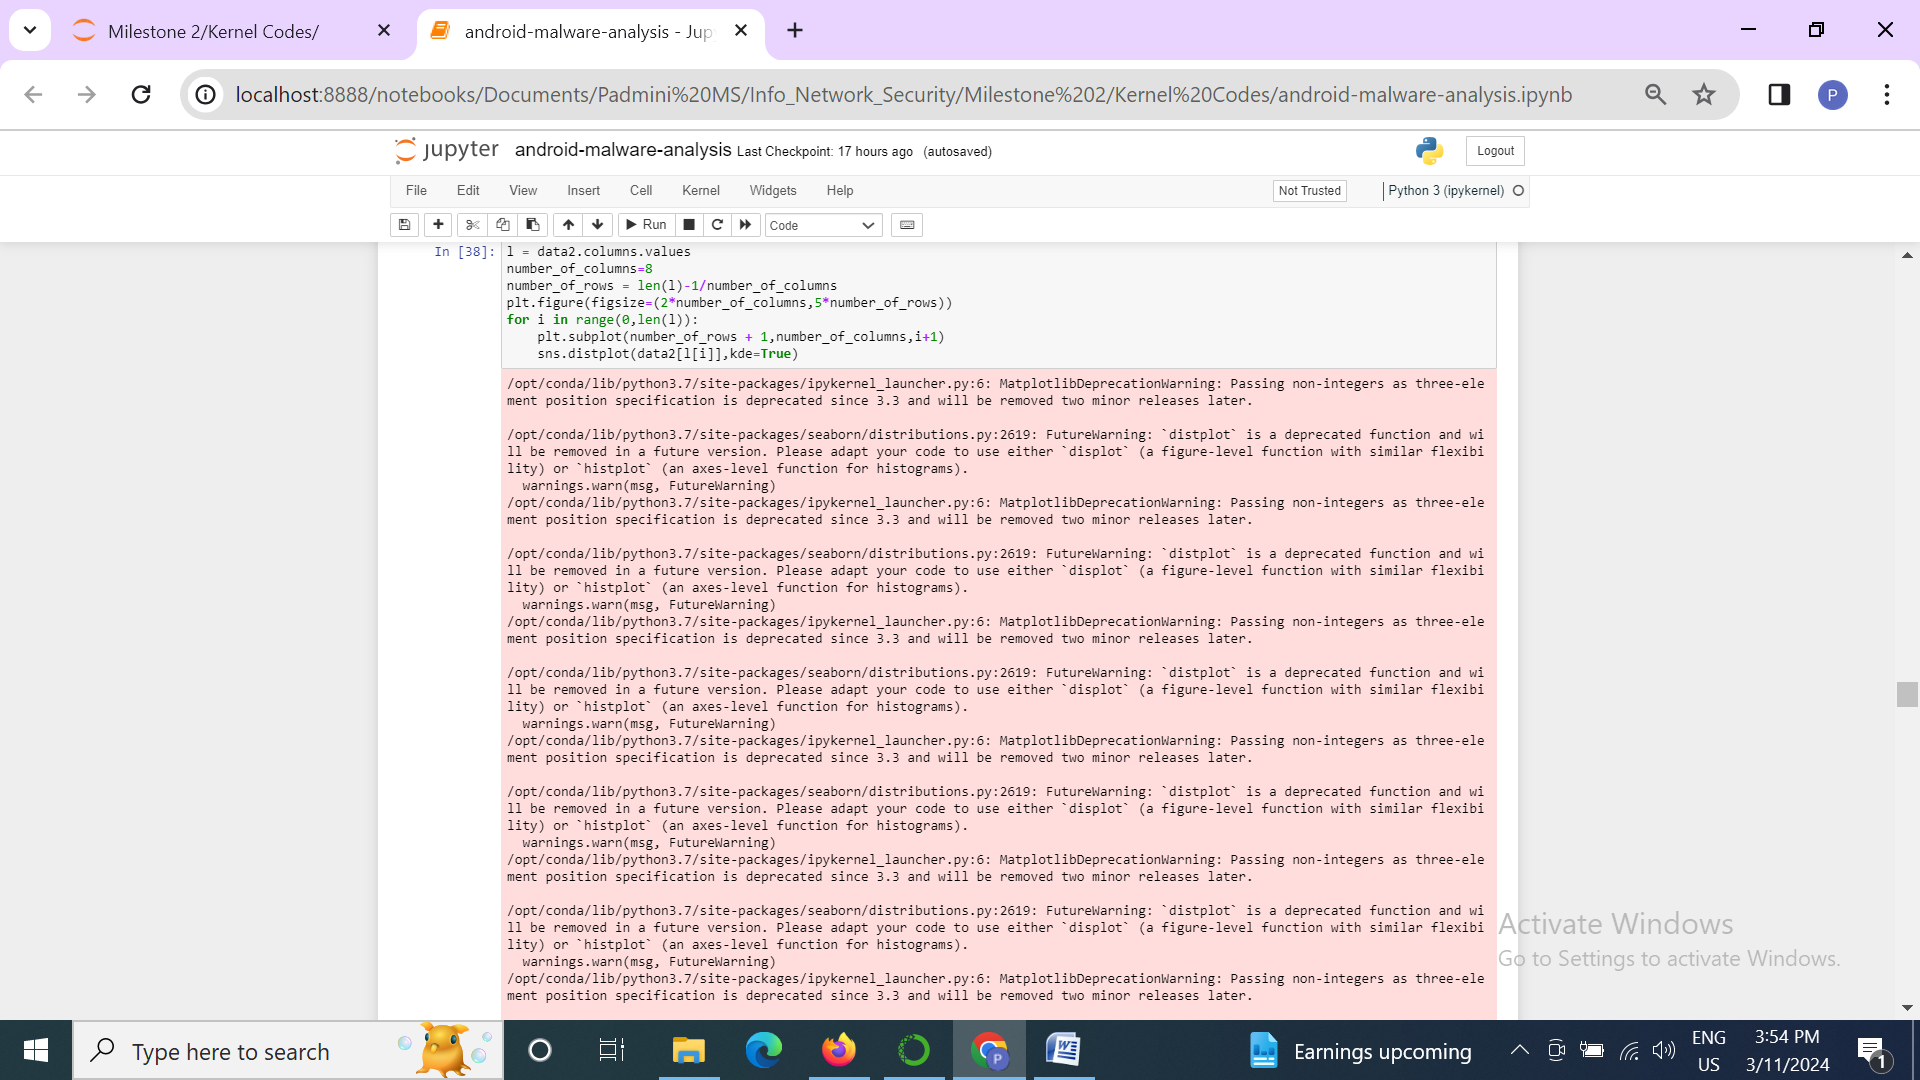 Milestone 2/Kernel Codes/
android-malware-analysis - Jup
localhost:8888/notebooks/Documents/Padmini%20MS/Info_Network_Security/Milestone%202/Kernel%20Codes/android-malware-analysis.ipynb
P
jupyter android-malware-analysis Last Checkpoint: 17 hours ago (autosaved)
Logout
File Edit View Insert Cell Kernel Widgets Help
Not Trusted
Python 3 (ipykernel)
Run
Code
In [38]:
l = data2.columns.values
number_of_columns=8
number_of_rows = len(l)-1/number_of_columns
plt.figure(figsize=(2*number_of_columns,5*number_of_rows))
for i in range(0,len(l)):
    plt.subplot(number_of_rows + 1,number_of_columns,i+1)
    sns.distplot(data2[l[i]],kde=True)
/opt/conda/lib/python3.7/site-packages/ipykernel_launcher.py:6: MatplotlibDeprecationWarning: Passing non-integers as three-ele
ment position specification is deprecated since 3.3 and will be removed two minor releases later.
/opt/conda/lib/python3.7/site-packages/seaborn/distributions.py:2619: FutureWarning: `distplot` is a deprecated function and wi
ll be removed in a future version. Please adapt your code to use either `displot` (a figure-level function with similar flexibi
lity) or `histplot` (an axes-level function for histograms).
  warnings.warn(msg, FutureWarning)
/opt/conda/lib/python3.7/site-packages/ipykernel_launcher.py:6: MatplotlibDeprecationWarning: Passing non-integers as three-ele
ment position specification is deprecated since 3.3 and will be removed two minor releases later.
/opt/conda/lib/python3.7/site-packages/seaborn/distributions.py:2619: FutureWarning: `distplot` is a deprecated function and wi
ll be removed in a future version. Please adapt your code to use either `displot` (a figure-level function with similar flexibi
lity) or `histplot` (an axes-level function for histograms).
  warnings.warn(msg, FutureWarning)
/opt/conda/lib/python3.7/site-packages/ipykernel_launcher.py:6: MatplotlibDeprecationWarning: Passing non-integers as three-ele
ment position specification is deprecated since 3.3 and will be removed two minor releases later.
/opt/conda/lib/python3.7/site-packages/seaborn/distributions.py:2619: FutureWarning: `distplot` is a deprecated function and wi
ll be removed in a future version. Please adapt your code to use either `displot` (a figure-level function with similar flexibi
lity) or `histplot` (an axes-level function for histograms).
  warnings.warn(msg, FutureWarning)
/opt/conda/lib/python3.7/site-packages/ipykernel_launcher.py:6: MatplotlibDeprecationWarning: Passing non-integers as three-ele
ment position specification is deprecated since 3.3 and will be removed two minor releases later.
/opt/conda/lib/python3.7/site-packages/seaborn/distributions.py:2619: FutureWarning: `distplot` is a deprecated function and wi
ll be removed in a future version. Please adapt your code to use either `displot` (a figure-level function with similar flexibi
lity) or `histplot` (an axes-level function for histograms).
  warnings.warn(msg, FutureWarning)
/opt/conda/lib/python3.7/site-packages/ipykernel_launcher.py:6: MatplotlibDeprecationWarning: Passing non-integers as three-ele
ment position specification is deprecated since 3.3 and will be removed two minor releases later.
/opt/conda/lib/python3.7/site-packages/seaborn/distributions.py:2619: FutureWarning: `distplot` is a deprecated function and wi
ll be removed in a future version. Please adapt your code to use either `displot` (a figure-level function with similar flexibi
lity) or `histplot` (an axes-level function for histograms).
  warnings.warn(msg, FutureWarning)
/opt/conda/lib/python3.7/site-packages/ipykernel_launcher.py:6: MatplotlibDeprecationWarning: Passing non-integers as three-ele
ment position specification is deprecated since 3.3 and will be removed two minor releases later.
Activate Windows
Go to Settings to activate Windows.
Type here to search
P
W
Earnings upcoming
ENG
US
3:54 PM
3/11/2024
1